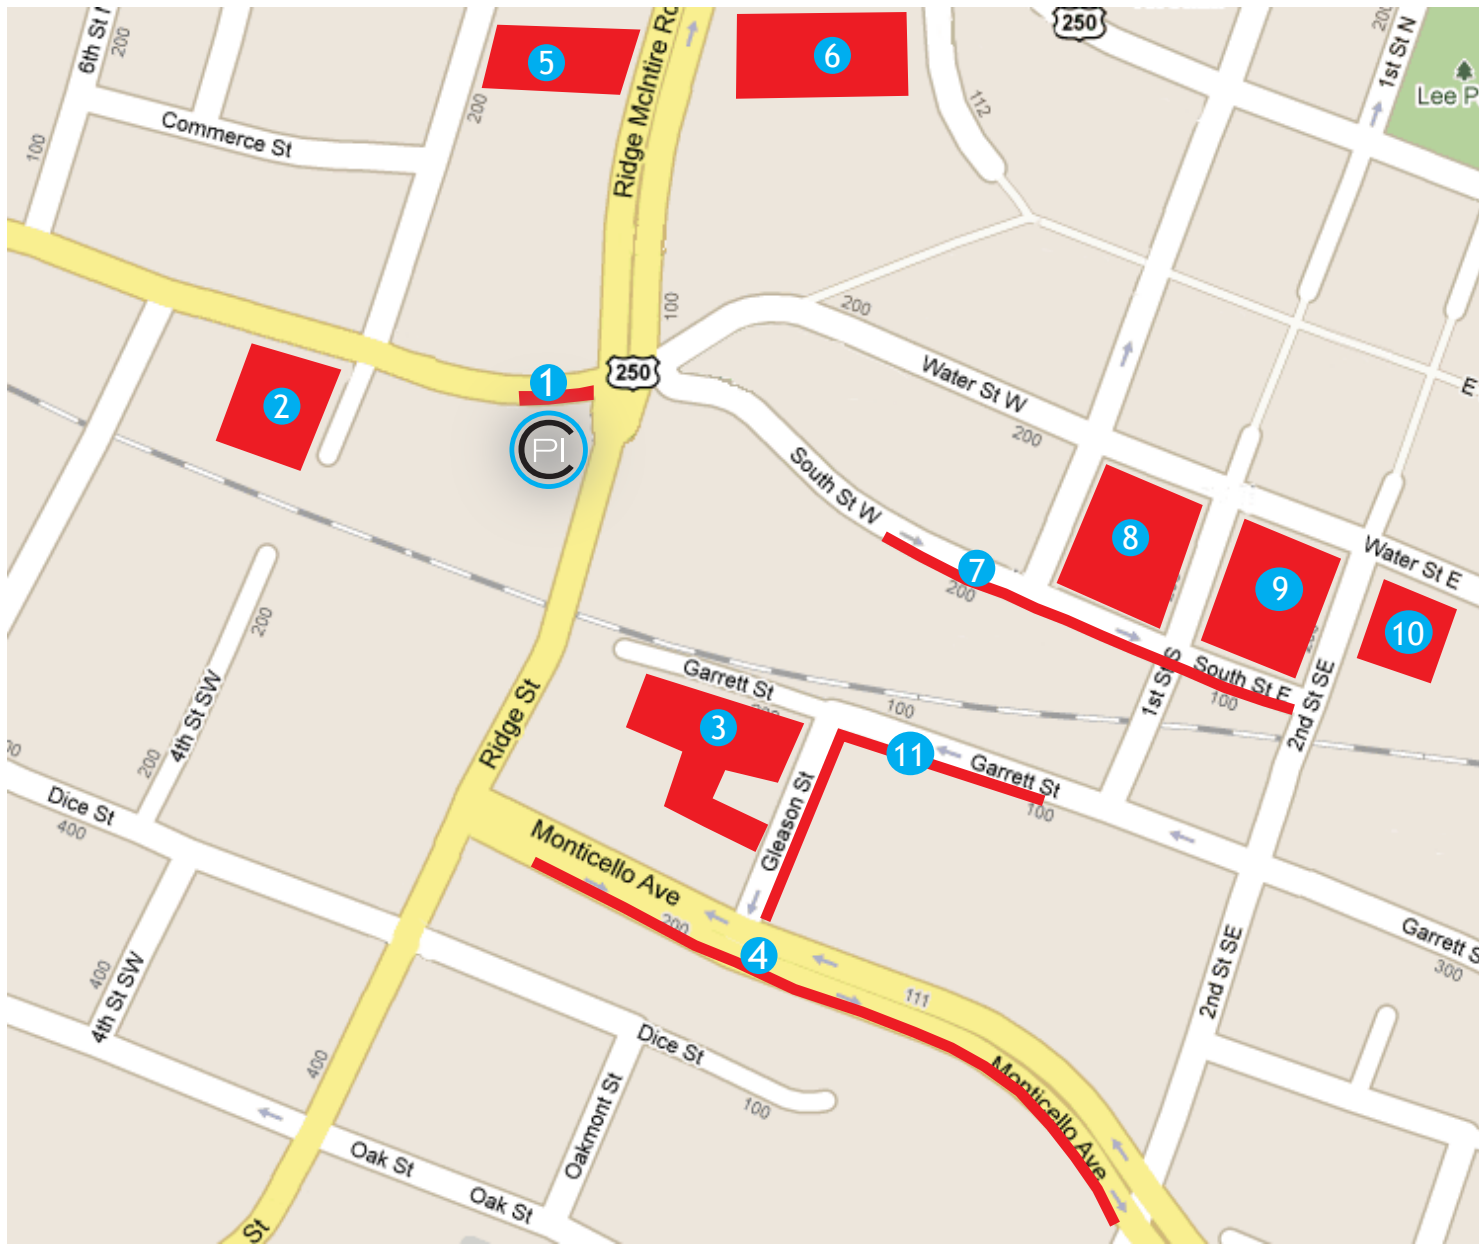 6th St N
200
5
Ridge McIntire Rd
6
250
200
1st St N
Lee P
200
112
Commerce St
100
100
200
Water St W
200
E
250
1
2
PI
South St W
200
7
8
9
10
Water St E
200
South St E
100
1st St S
2nd St SE
200
4th St SW
200
Garrett St
3
100
11
Garrett St
100
Ridge St
Dice St
400
Monticello Ave
Gleason St
200
4
111
Garrett S
300
2nd St SE
400
4th St SW
400
Dice St
100
Monticello Ave
Oakmont St
Oak St
Oak St
St